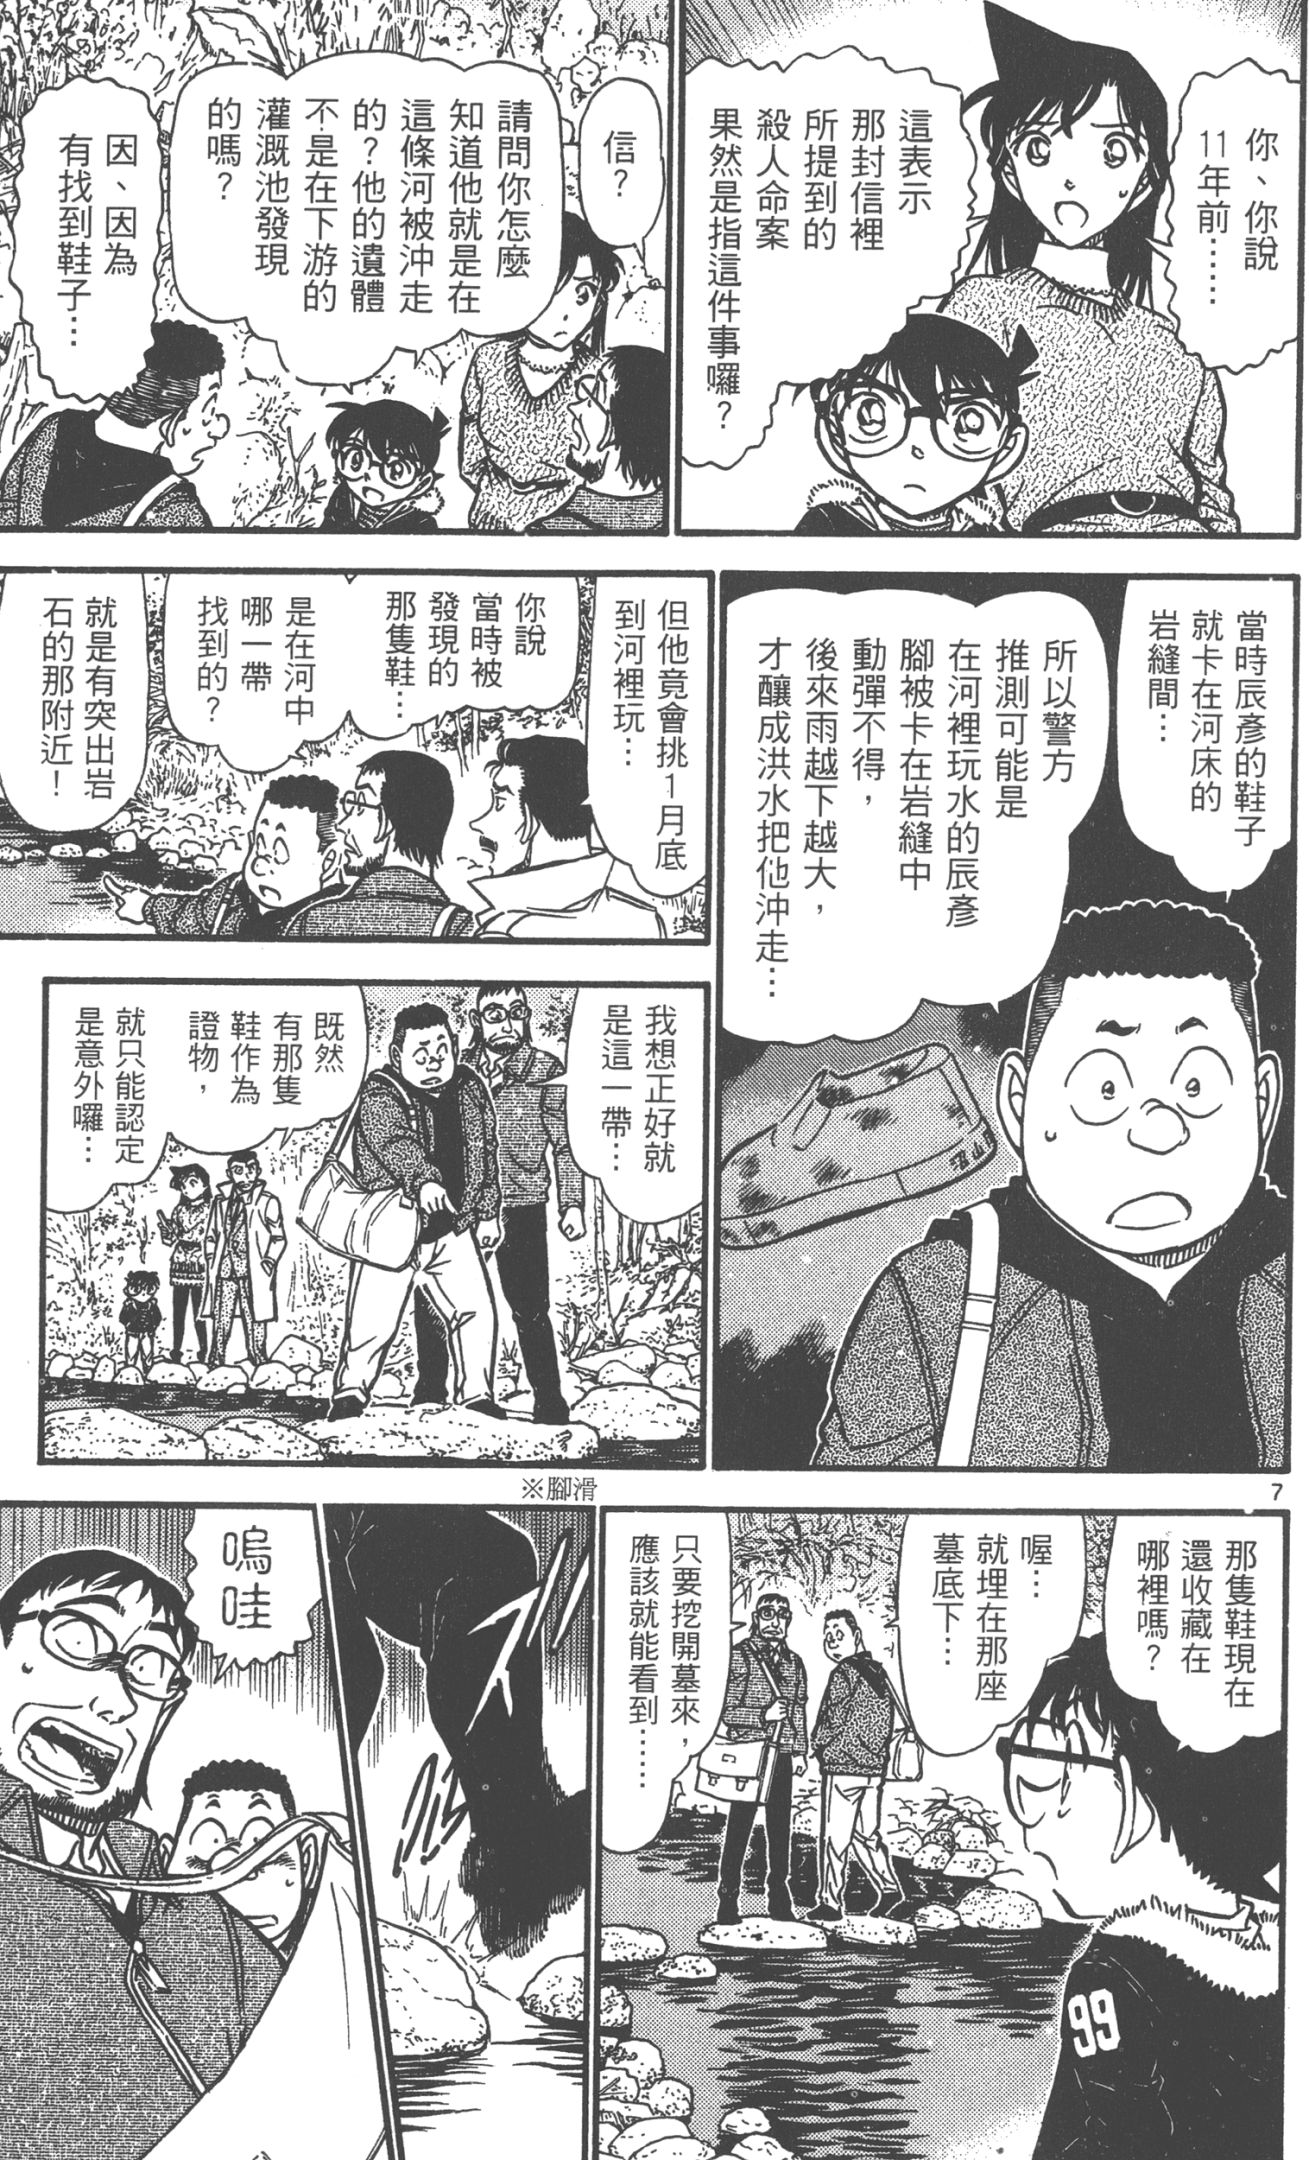 你、你說
11年前……
這表示
那封信裡
所提到的
殺人命案
果然是指這件事囉?
信?
請問你怎麼
知道他就是在
這條河被沖走
的?他的遺體
不是在下游的
灌溉池發現
的嗎?
因、因為
有找到鞋子…
當時辰彥的鞋子
就卡在河床的
岩縫間…
所以警方
推測可能是
在河裡玩水的辰彥
腳被卡在岩縫中
動彈不得,
後來雨越下越大,
才釀成洪水把他沖走…
但他竟會挑1月底
到河裡玩…
你說
當時被
發現的
那隻鞋…
是在河中
哪一帶
找到的?
就是有突出岩
石的那附近!
我想正好就
是這一帶…
既然
有那隻
鞋作為
證物,
就只能認定
是意外囉…
7
那隻鞋現在
還收藏在
哪裡嗎?
喔…
就埋在那座
墓底下…
只要挖開墓來,
應該就能看到……
99
※腳滑
嗚哇